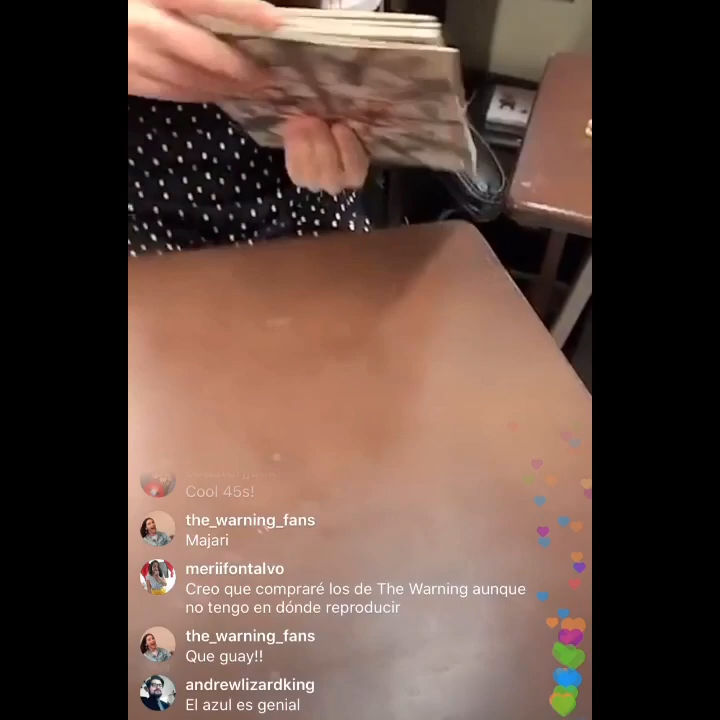 Cool 45s!
the_warning_fans
Majari
meriifontalvo
Creo que compraré los de The Warning aunque
no tengo en dónde reproducir
the_warning_fans
Que guay!!
andrewlizardking
El azul es genial